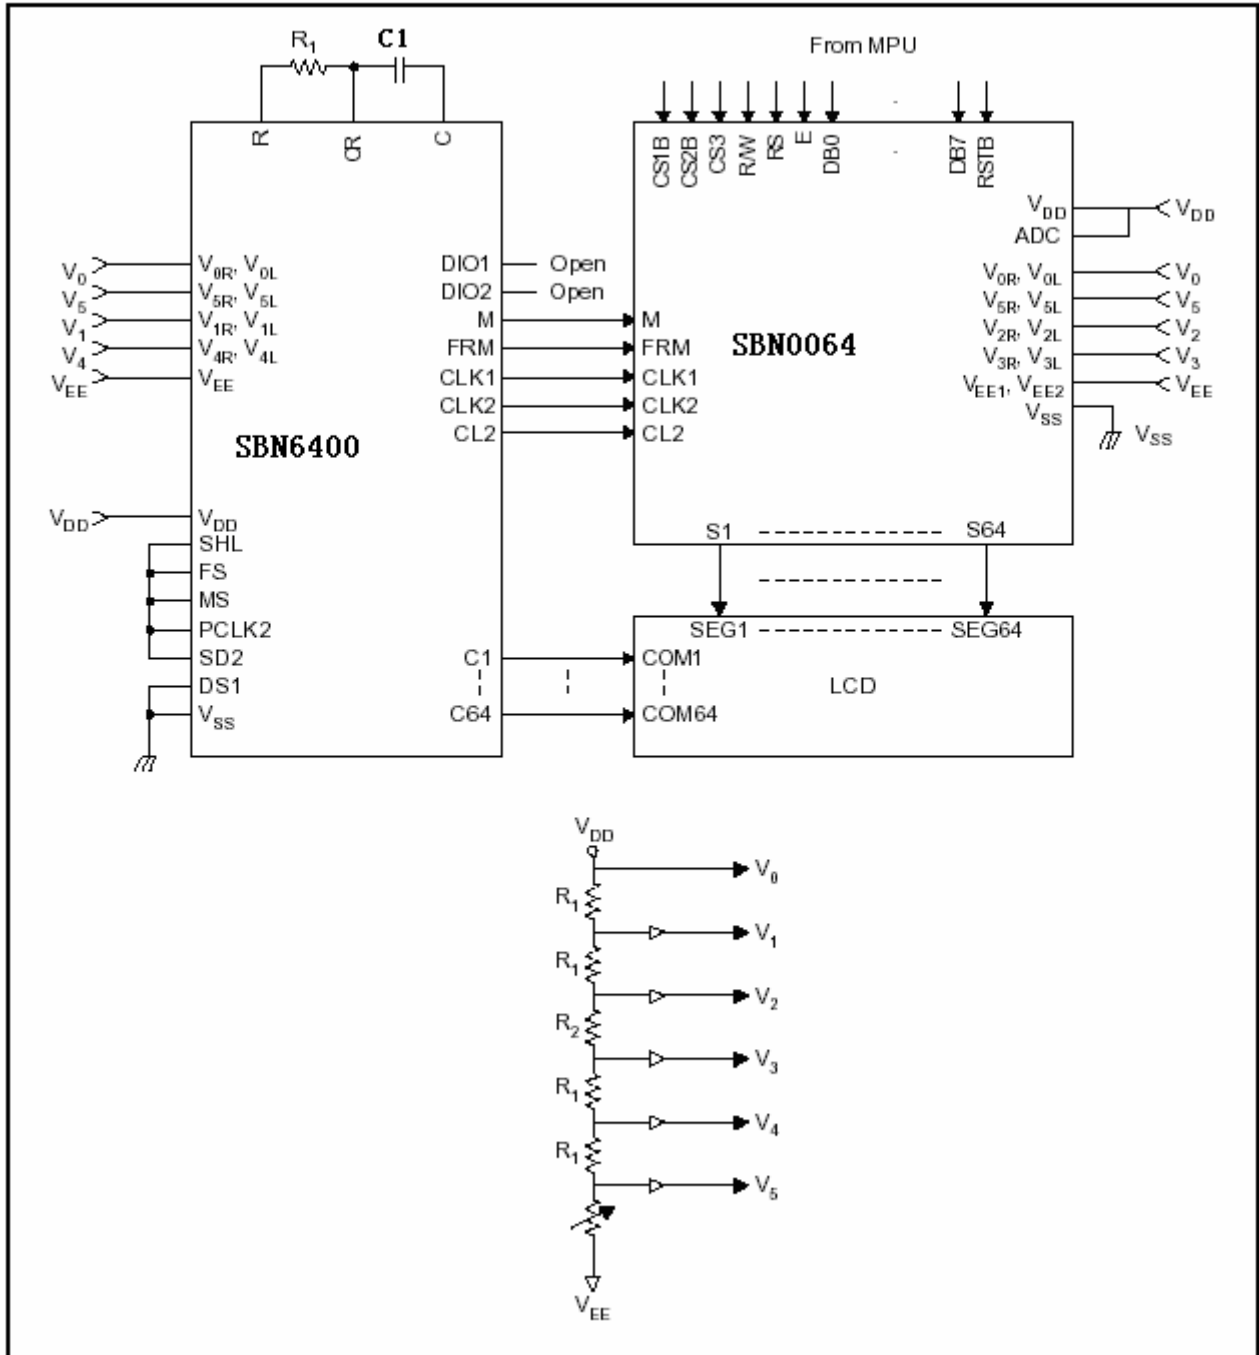 R1 C1
From MPU
R CR C
CS1B CS2B CS3 R/W RS E DB0 DB7 RSTB
VDD VDD
ADC
V0 V0R, V0L
V5 V5R, V5L
V1 V1R, V1L
V4 V4R, V4L
VEE VEE
SBN6400
DIO1 Open
DIO2 Open
M M
FRM FRM
CLK1 CLK1
CLK2 CLK2
CL2 CL2
SBN0064
V0R, V0L V0
V5R, V5L V5
V2R, V2L V2
V3R, V3L V3
VEE1, VEE2 VEE
VSS VSS
VDD VDD
SHL
FS
MS
PCLK2
SD2
DS1
VSS
S1 S64
SEG1 SEG64
C1 COM1
LCD
C64 COM64
VDD
V0
R1
V1
R1
V2
R2
V3
R1
V4
R1
V5
VEE